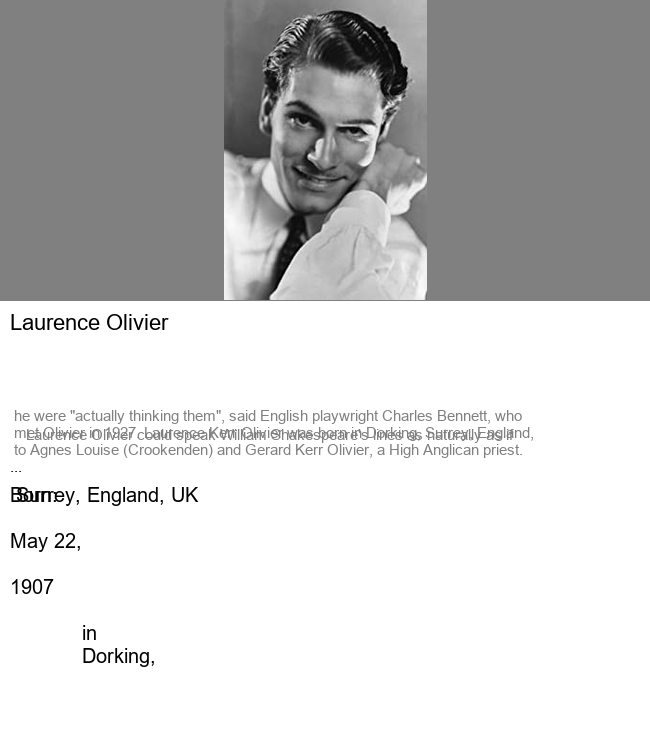 Laurence Olivier
Laurence Olivier could speak William Shakespeare's lines as naturally as if
he were "actually thinking them", said English playwright Charles Bennett, who
met Olivier in 1927. Laurence Kerr Olivier was born in Dorking, Surrey, England,
to Agnes Louise (Crookenden) and Gerard Kerr Olivier, a High Anglican priest.
...
Born:
Surrey, England, UK
May 22,
1907
in
Dorking,